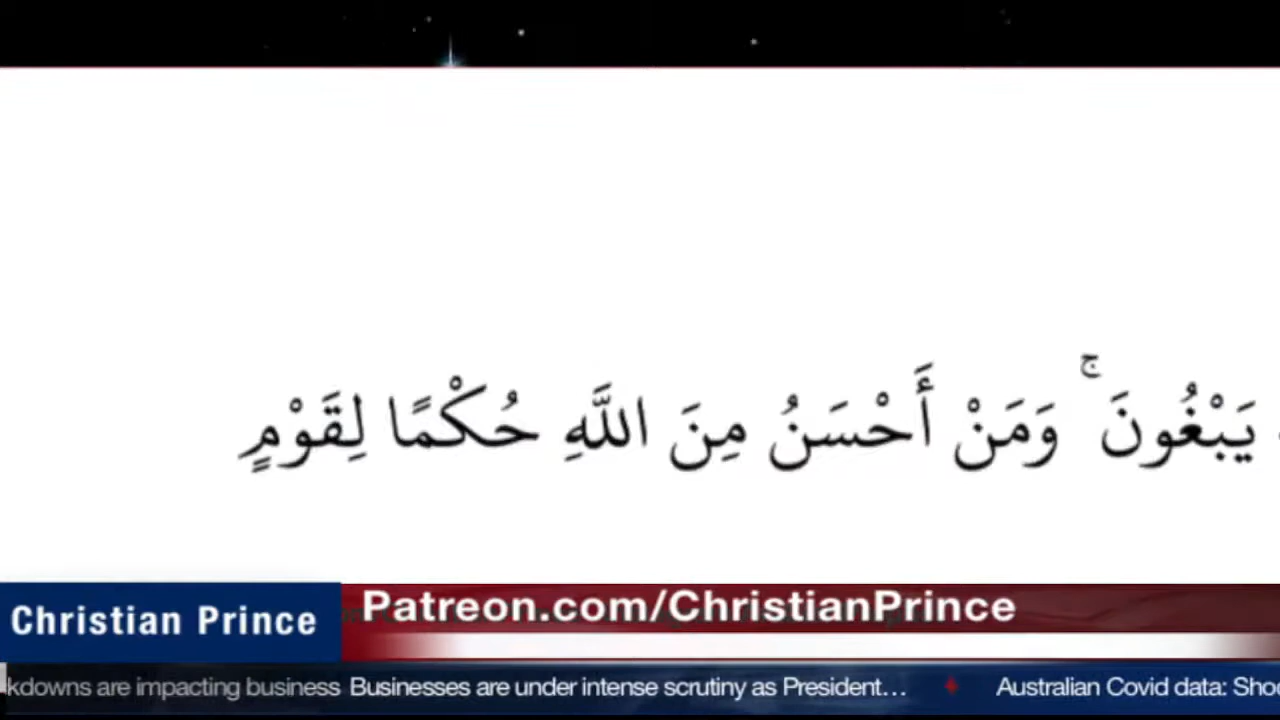 يَبْغُونَ ۚ وَمَنْ أَحْسَنُ مِنَ اللَّهِ حُكْمًا لِقَوْمٍ
Christian Prince
Patreon.com/ChristianPrince
kdowns are impacting business Businesses are under intense scrutiny as President… Australian Covid data: Shoc